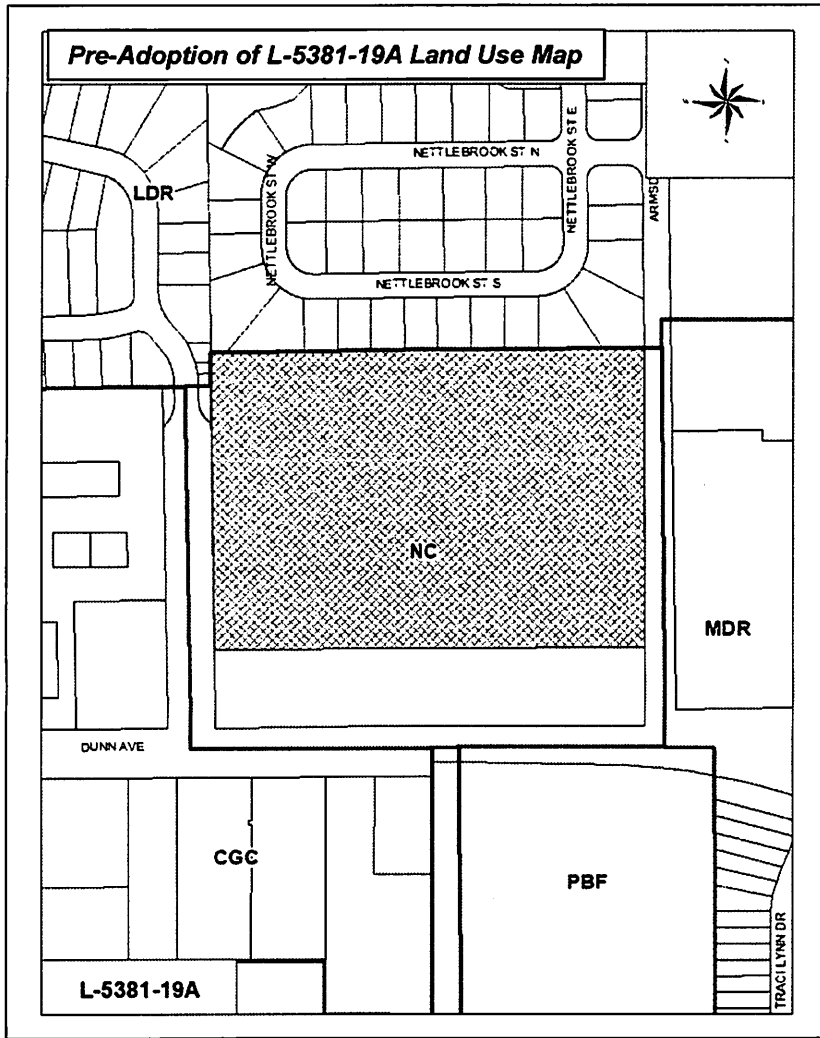 Pre-Adoption of L-5381-19A Land Use Map
NETTLEBROOK ST N
NETTLEBROOK ST E
LDR
NETTLEBROOK ST W
ARMSD
NETTLEBROOK ST S
NC
MDR
DUNN AVE
CGC
PBF
TRACI LYNN DR
L-5381-19A